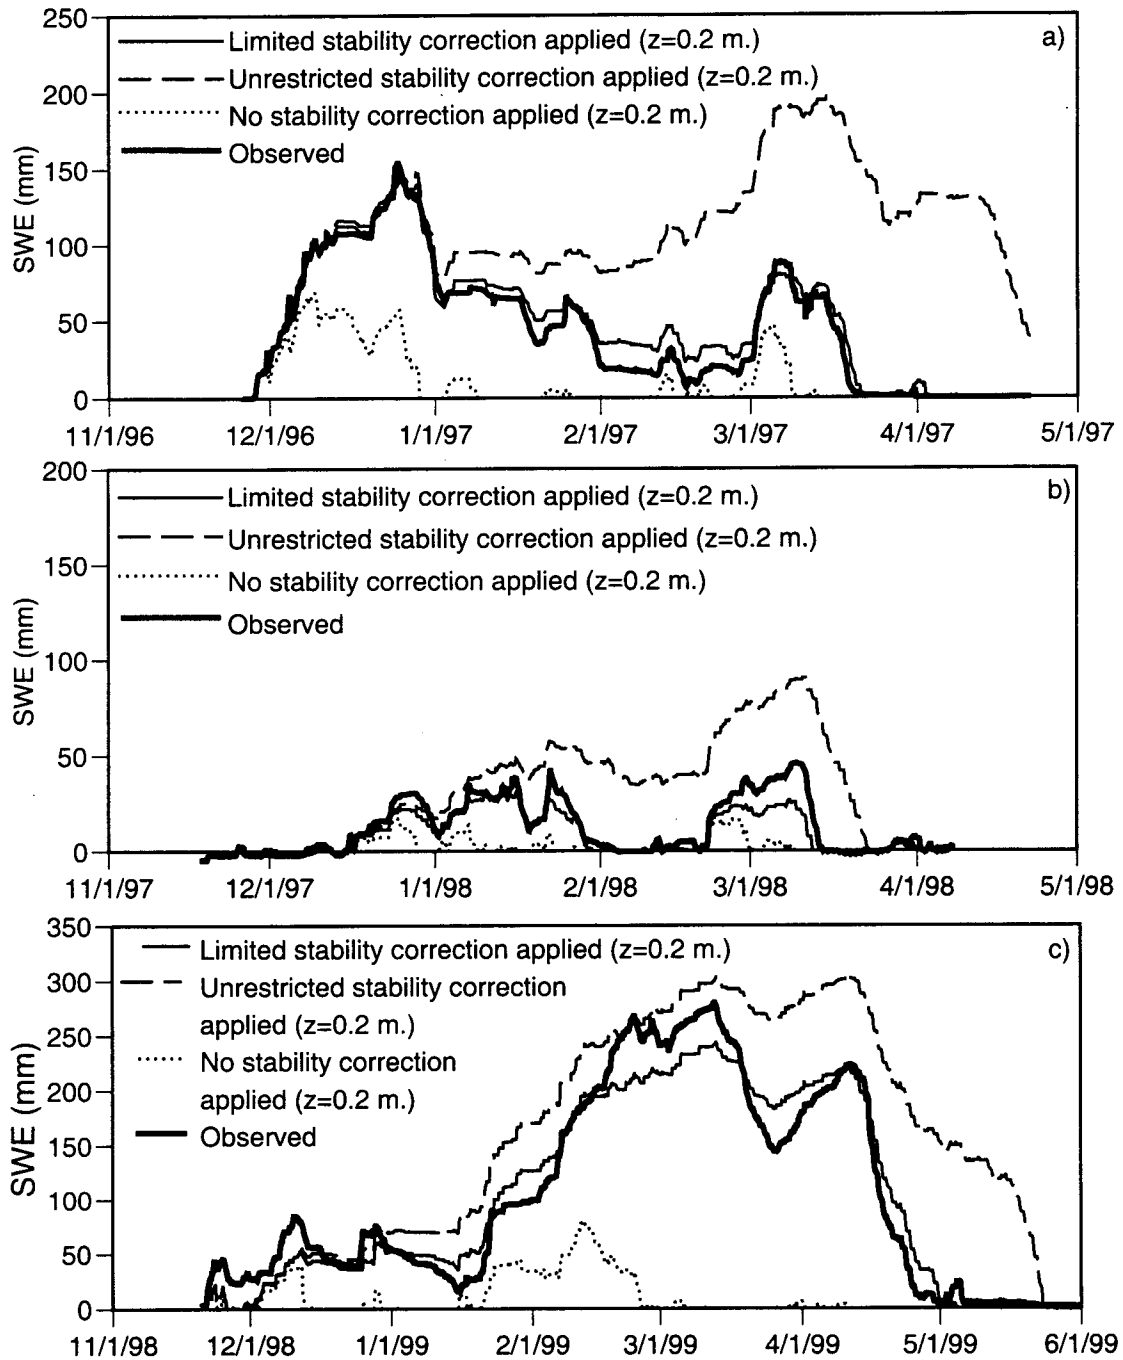 250
Limited stability correction applied (z=0.2 m.)
a)
200
Unrestricted stability correction applied (z=0.2 m.)
No stability correction applied (z=0.2 m.)
Observed
150
100
50
0
SWE (mm)
11/1/96 12/1/96 1/1/97 2/1/97 3/1/97 4/1/97 5/1/97
200
Limited stability correction applied (z=0.2 m.)
b)
Unrestricted stability correction applied (z=0.2 m.)
150
No stability correction applied (z=0.2 m.)
Observed
100
50
0
SWE (mm)
11/1/97 12/1/97 1/1/98 2/1/98 3/1/98 4/1/98 5/1/98
350
Limited stability correction applied (z=0.2 m.)
c)
300
Unrestricted stability correction
applied (z=0.2 m.)
250
No stability correction
200
applied (z=0.2 m.)
Observed
150
100
50
0
SWE (mm)
11/1/98 12/1/98 1/1/99 2/1/99 3/1/99 4/1/99 5/1/99 6/1/99